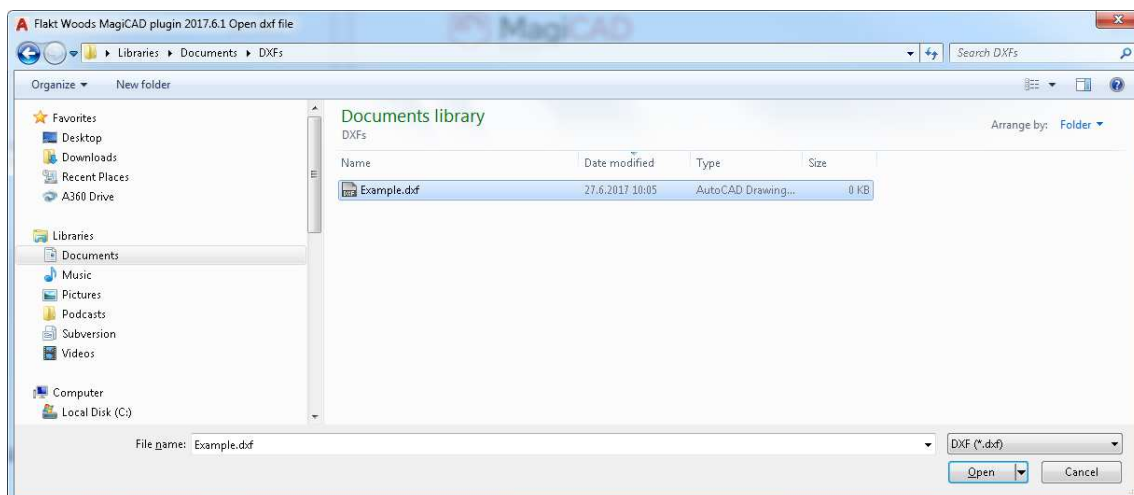 Flakt Woods MagiCAD plugin 2017.6.1 Open dxf file
MagiCAD
Libraries Documents DXFs
Search DXFs
Organize New folder
Favorites
Desktop
Downloads
Recent Places
A360 Drive
Libraries
Documents
Music
Pictures
Podcasts
Subversion
Videos
Computer
Local Disk (C:)
Documents library
DXFs
Arrange by: Folder
Name Date modified Type Size
Example.dxf 27.6.2017 10:05 AutoCAD Drawing... 0 KB
File name: Example.dxf
DXF (*.dxf)
Open Cancel